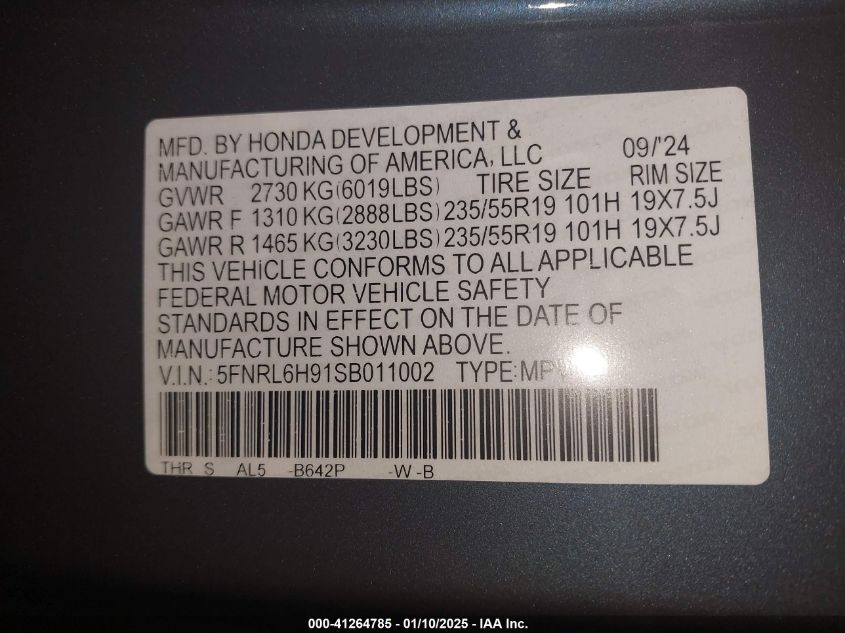 MFD. BY HONDA DEVELOPMENT &
MANUFACTURING OF AMERICA, LLC 09/'24
GVWR 2730 KG(6019LBS) TIRE SIZE RIM SIZE
GAWR F 1310 KG(2888LBS) 235/55R19 101H 19X7.5J
GAWR R 1465 KG(3230LBS) 235/55R19 101H 19X7.5J
THIS VEHICLE CONFORMS TO ALL APPLICABLE
FEDERAL MOTOR VEHICLE SAFETY
STANDARDS IN EFFECT ON THE DATE OF
MANUFACTURE SHOWN ABOVE.
V.I.N.: 5FNRL6H91SB011002 TYPE: MPV
THR S AL5 -B642P -W -B
000-41264785 - 01/10/2025 - IAA Inc.